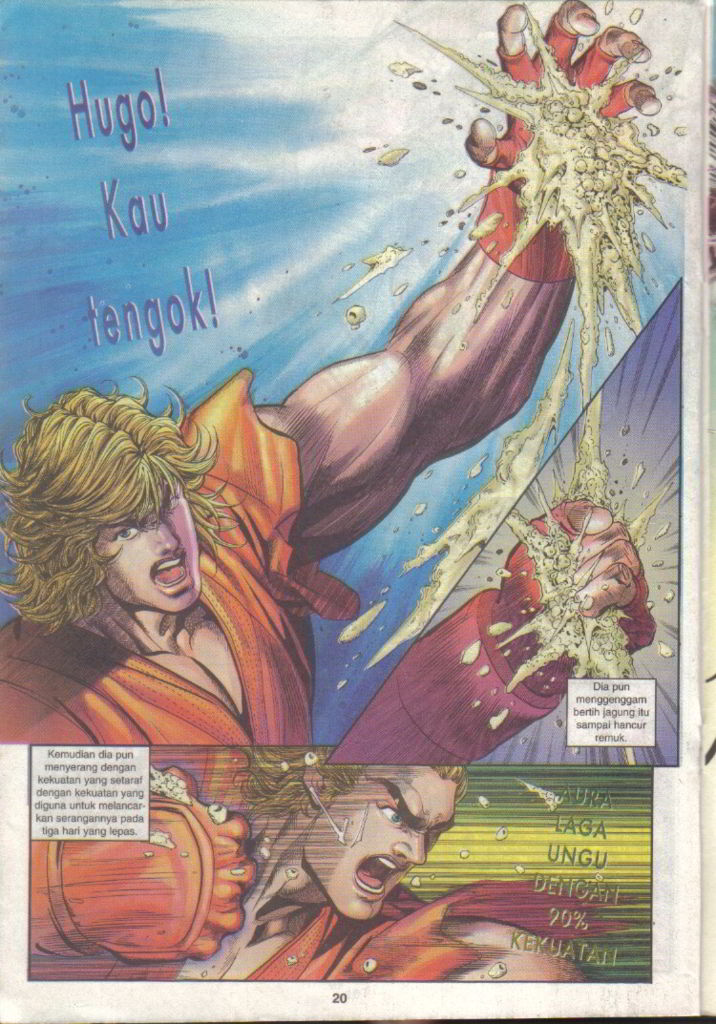 Hugo!
Kau
tengok!
Dia pun
menggenggam
bertih jagung itu
sampai hancur
remuk.
Kemudian dia pun
menyerang dengan
kekuatan yang setaraf
dengan kekuatan yang
diguna untuk melancar-
kan serangannya pada
tiga hari yang lepas.
AURA
LAGA
UNGU
DENGAN
90%
KEKUATAN
20